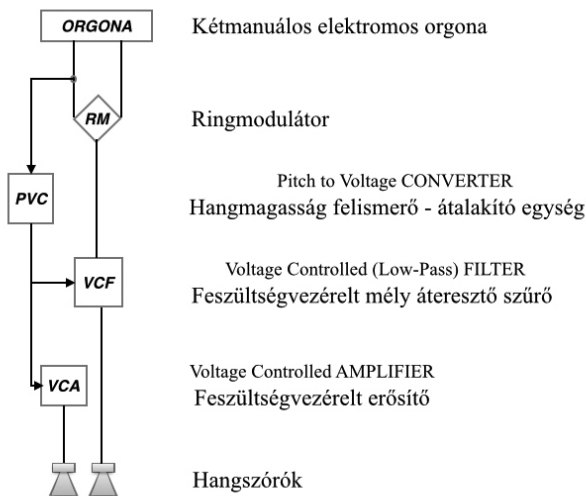 ORGONA
Kétmanuálos elektromos orgona
RM
Ringmodulátor
Pitch to Voltage CONVERTER
PVC
Hangmagasság felismerő - átalakító egység
Voltage Controlled (Low-Pass) FILTER
VCF
Feszültségvezérelt mély áteresztő szűrő
Voltage Controlled AMPLIFIER
VCA
Feszültségvezérelt erősítő
Hangszórók